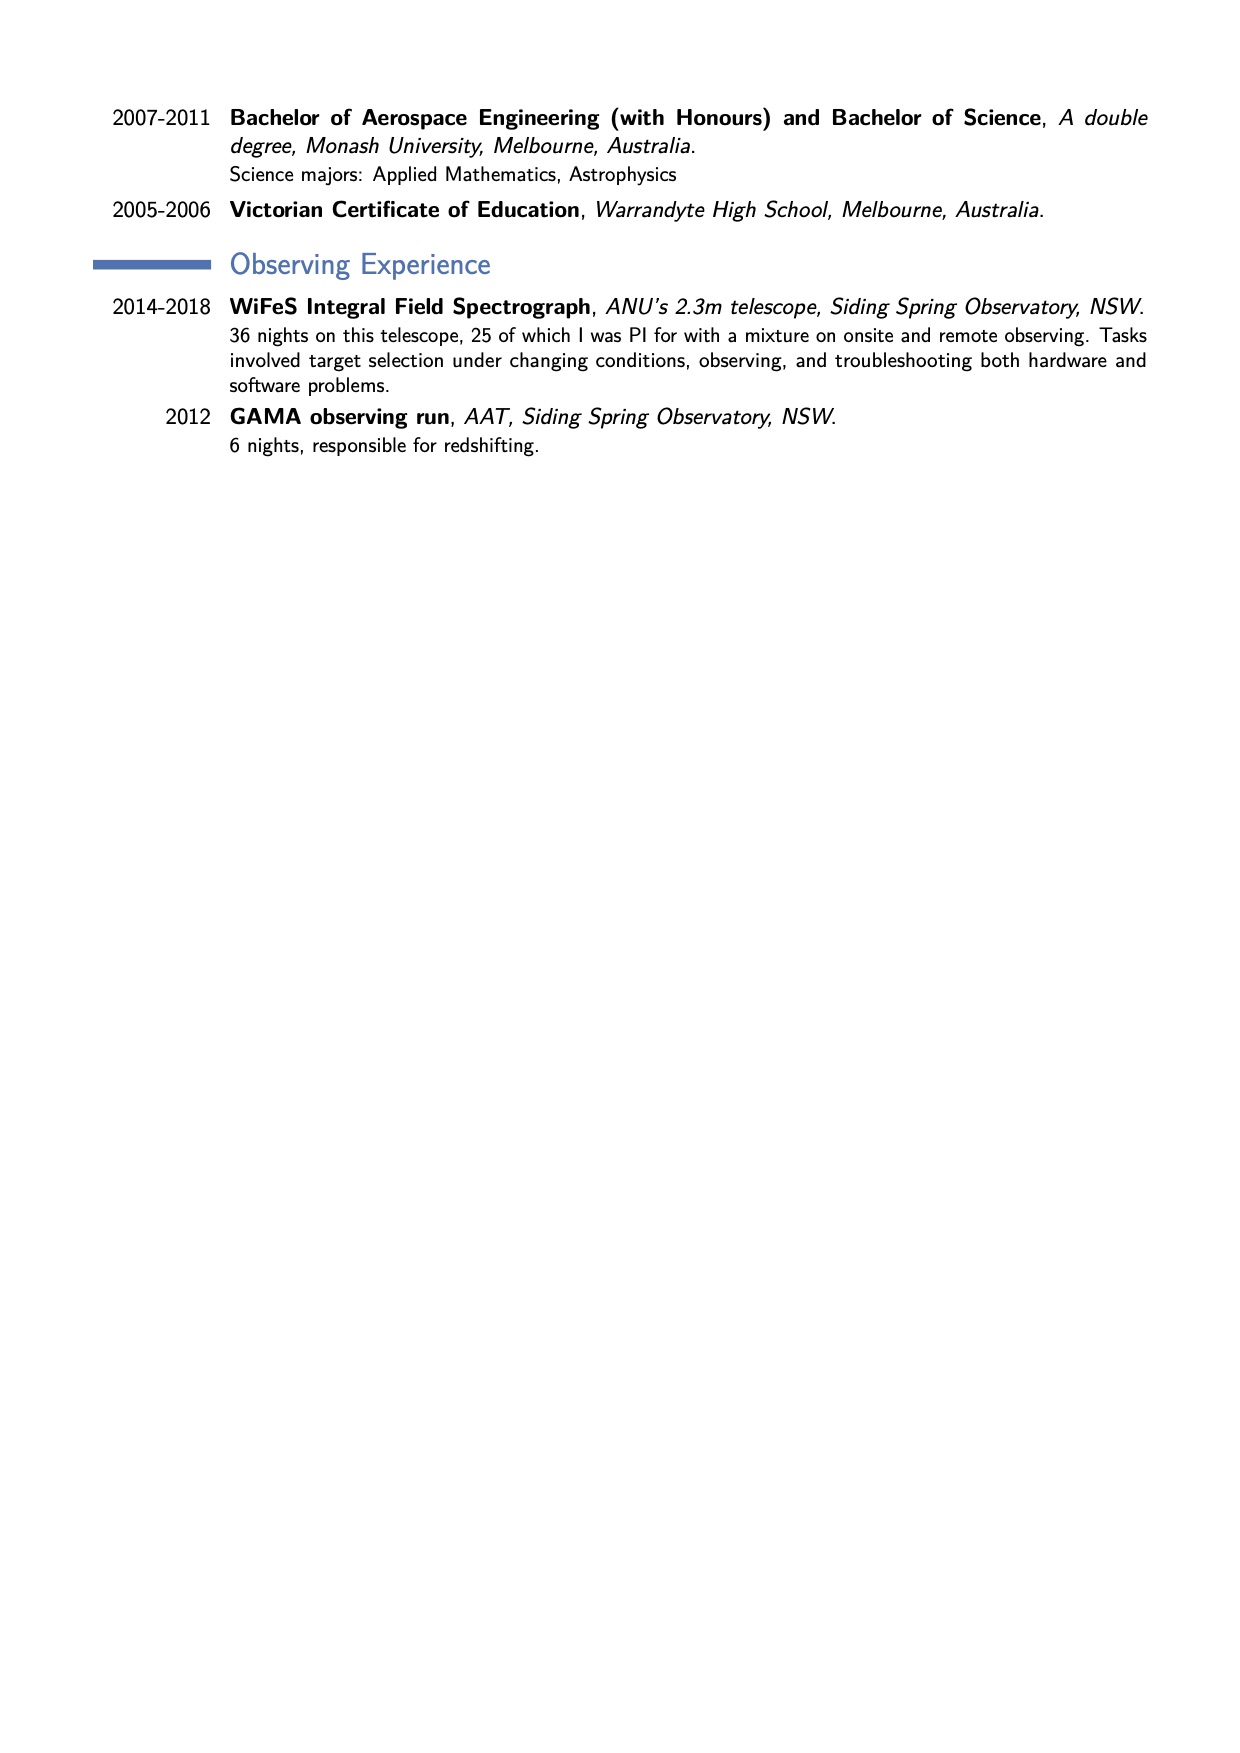 2007-2011 Bachelor of Aerospace Engineering (with Honours) and Bachelor of Science, A double
degree, Monash University, Melbourne, Australia.
Science majors: Applied Mathematics, Astrophysics
2005-2006 Victorian Certificate of Education, Warrandyte High School, Melbourne, Australia.
Observing Experience
2014-2018 WiFeS Integral Field Spectrograph, ANU's 2.3m telescope, Siding Spring Observatory, NSW.
36 nights on this telescope, 25 of which I was PI for with a mixture on onsite and remote observing. Tasks
involved target selection under changing conditions, observing, and troubleshooting both hardware and
software problems.
2012 GAMA observing run, AAT, Siding Spring Observatory, NSW.
6 nights, responsible for redshifting.